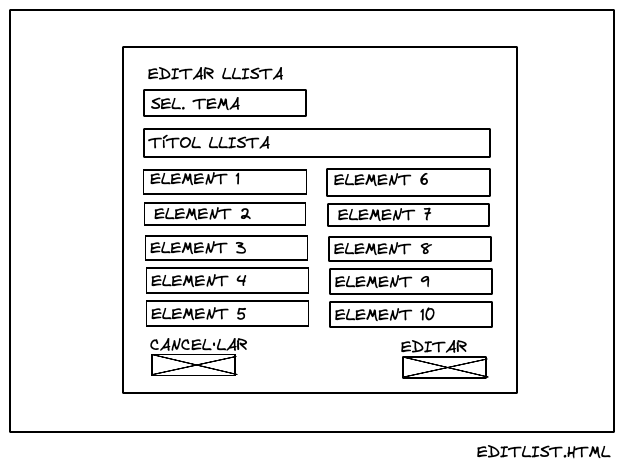 EDITAR LLISTA
SEL. TEMA
TÍTOL LLISTA
ELEMENT 1
ELEMENT 2
ELEMENT 3
ELEMENT 4
ELEMENT 5
ELEMENT 6
ELEMENT 7
ELEMENT 8
ELEMENT 9
ELEMENT 10
CANCEL·LAR
EDITAR
EDITLIST.HTML